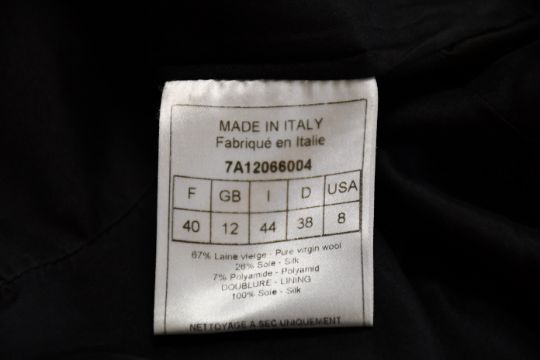 MADE IN ITALY
Fabriqué en Italie
7A12066004
F GB I D USA
40 12 44 38 8
67% Laine vierge - Pure virgin wool
26% Soie - Silk
7% Polyamide - Polyamid
DOUBLURE - LINING
100% Soie - Silk
NETTOYAGE A SEC UNIQUEMENT